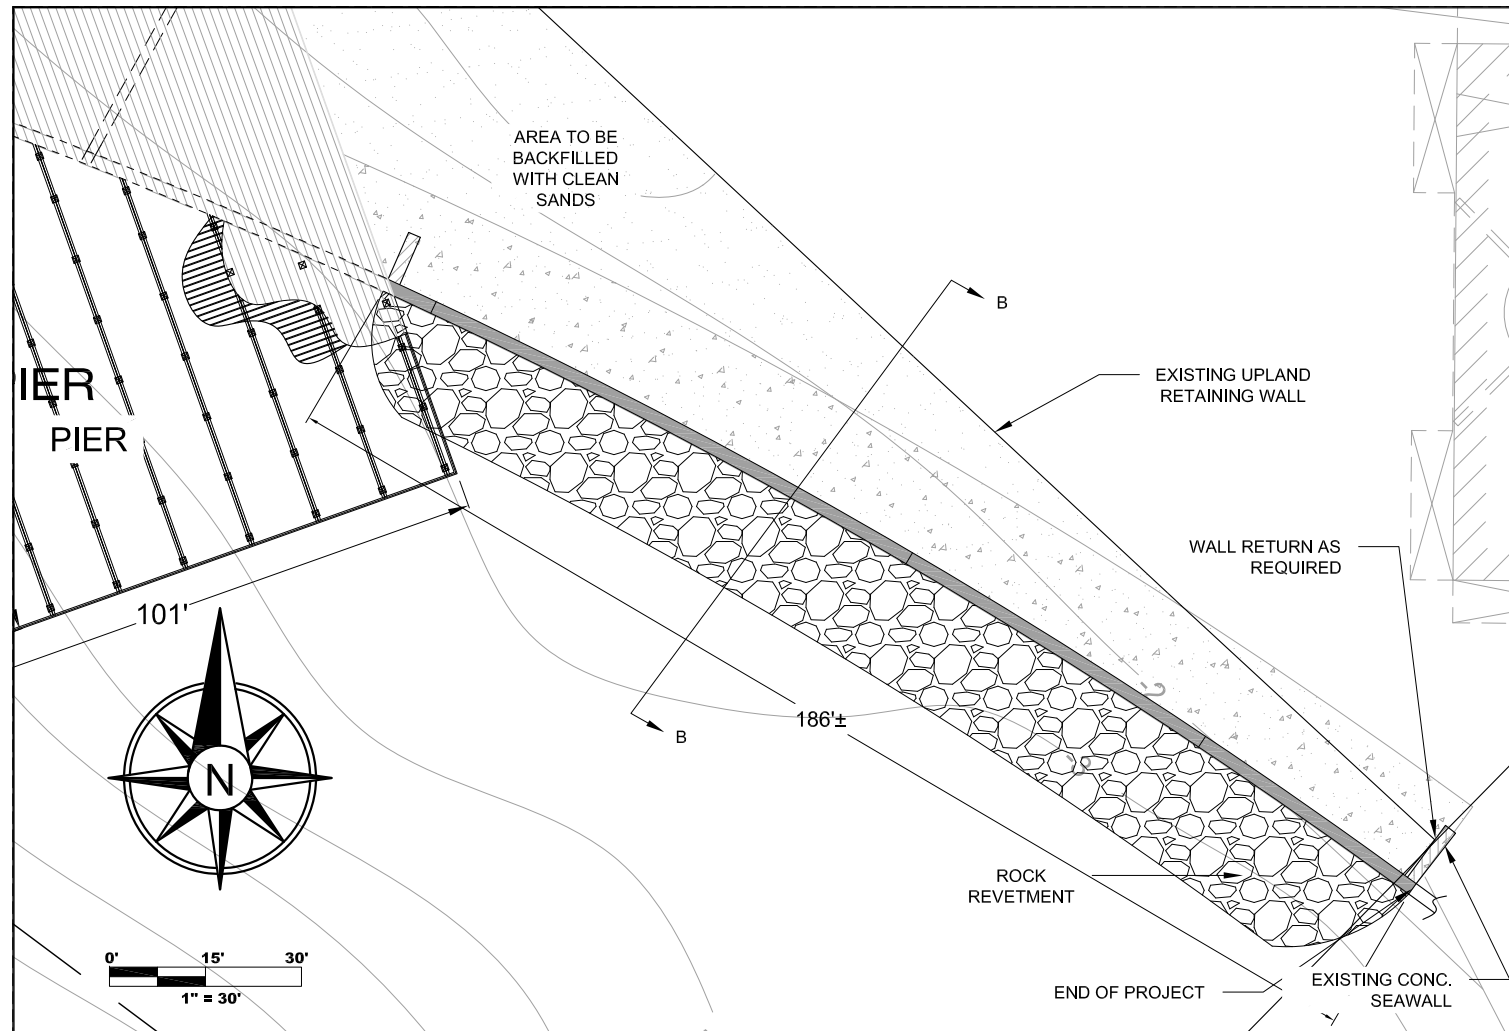 AREA TO BE
BACKFILLED
WITH CLEAN
SANDS
B
EXISTING UPLAND
RETAINING WALL
IER
PIER
WALL RETURN AS
REQUIRED
101'
186'±
B
N
ROCK
REVETMENT
0' 15' 30'
1" = 30'
END OF PROJECT
EXISTING CONC.
SEAWALL